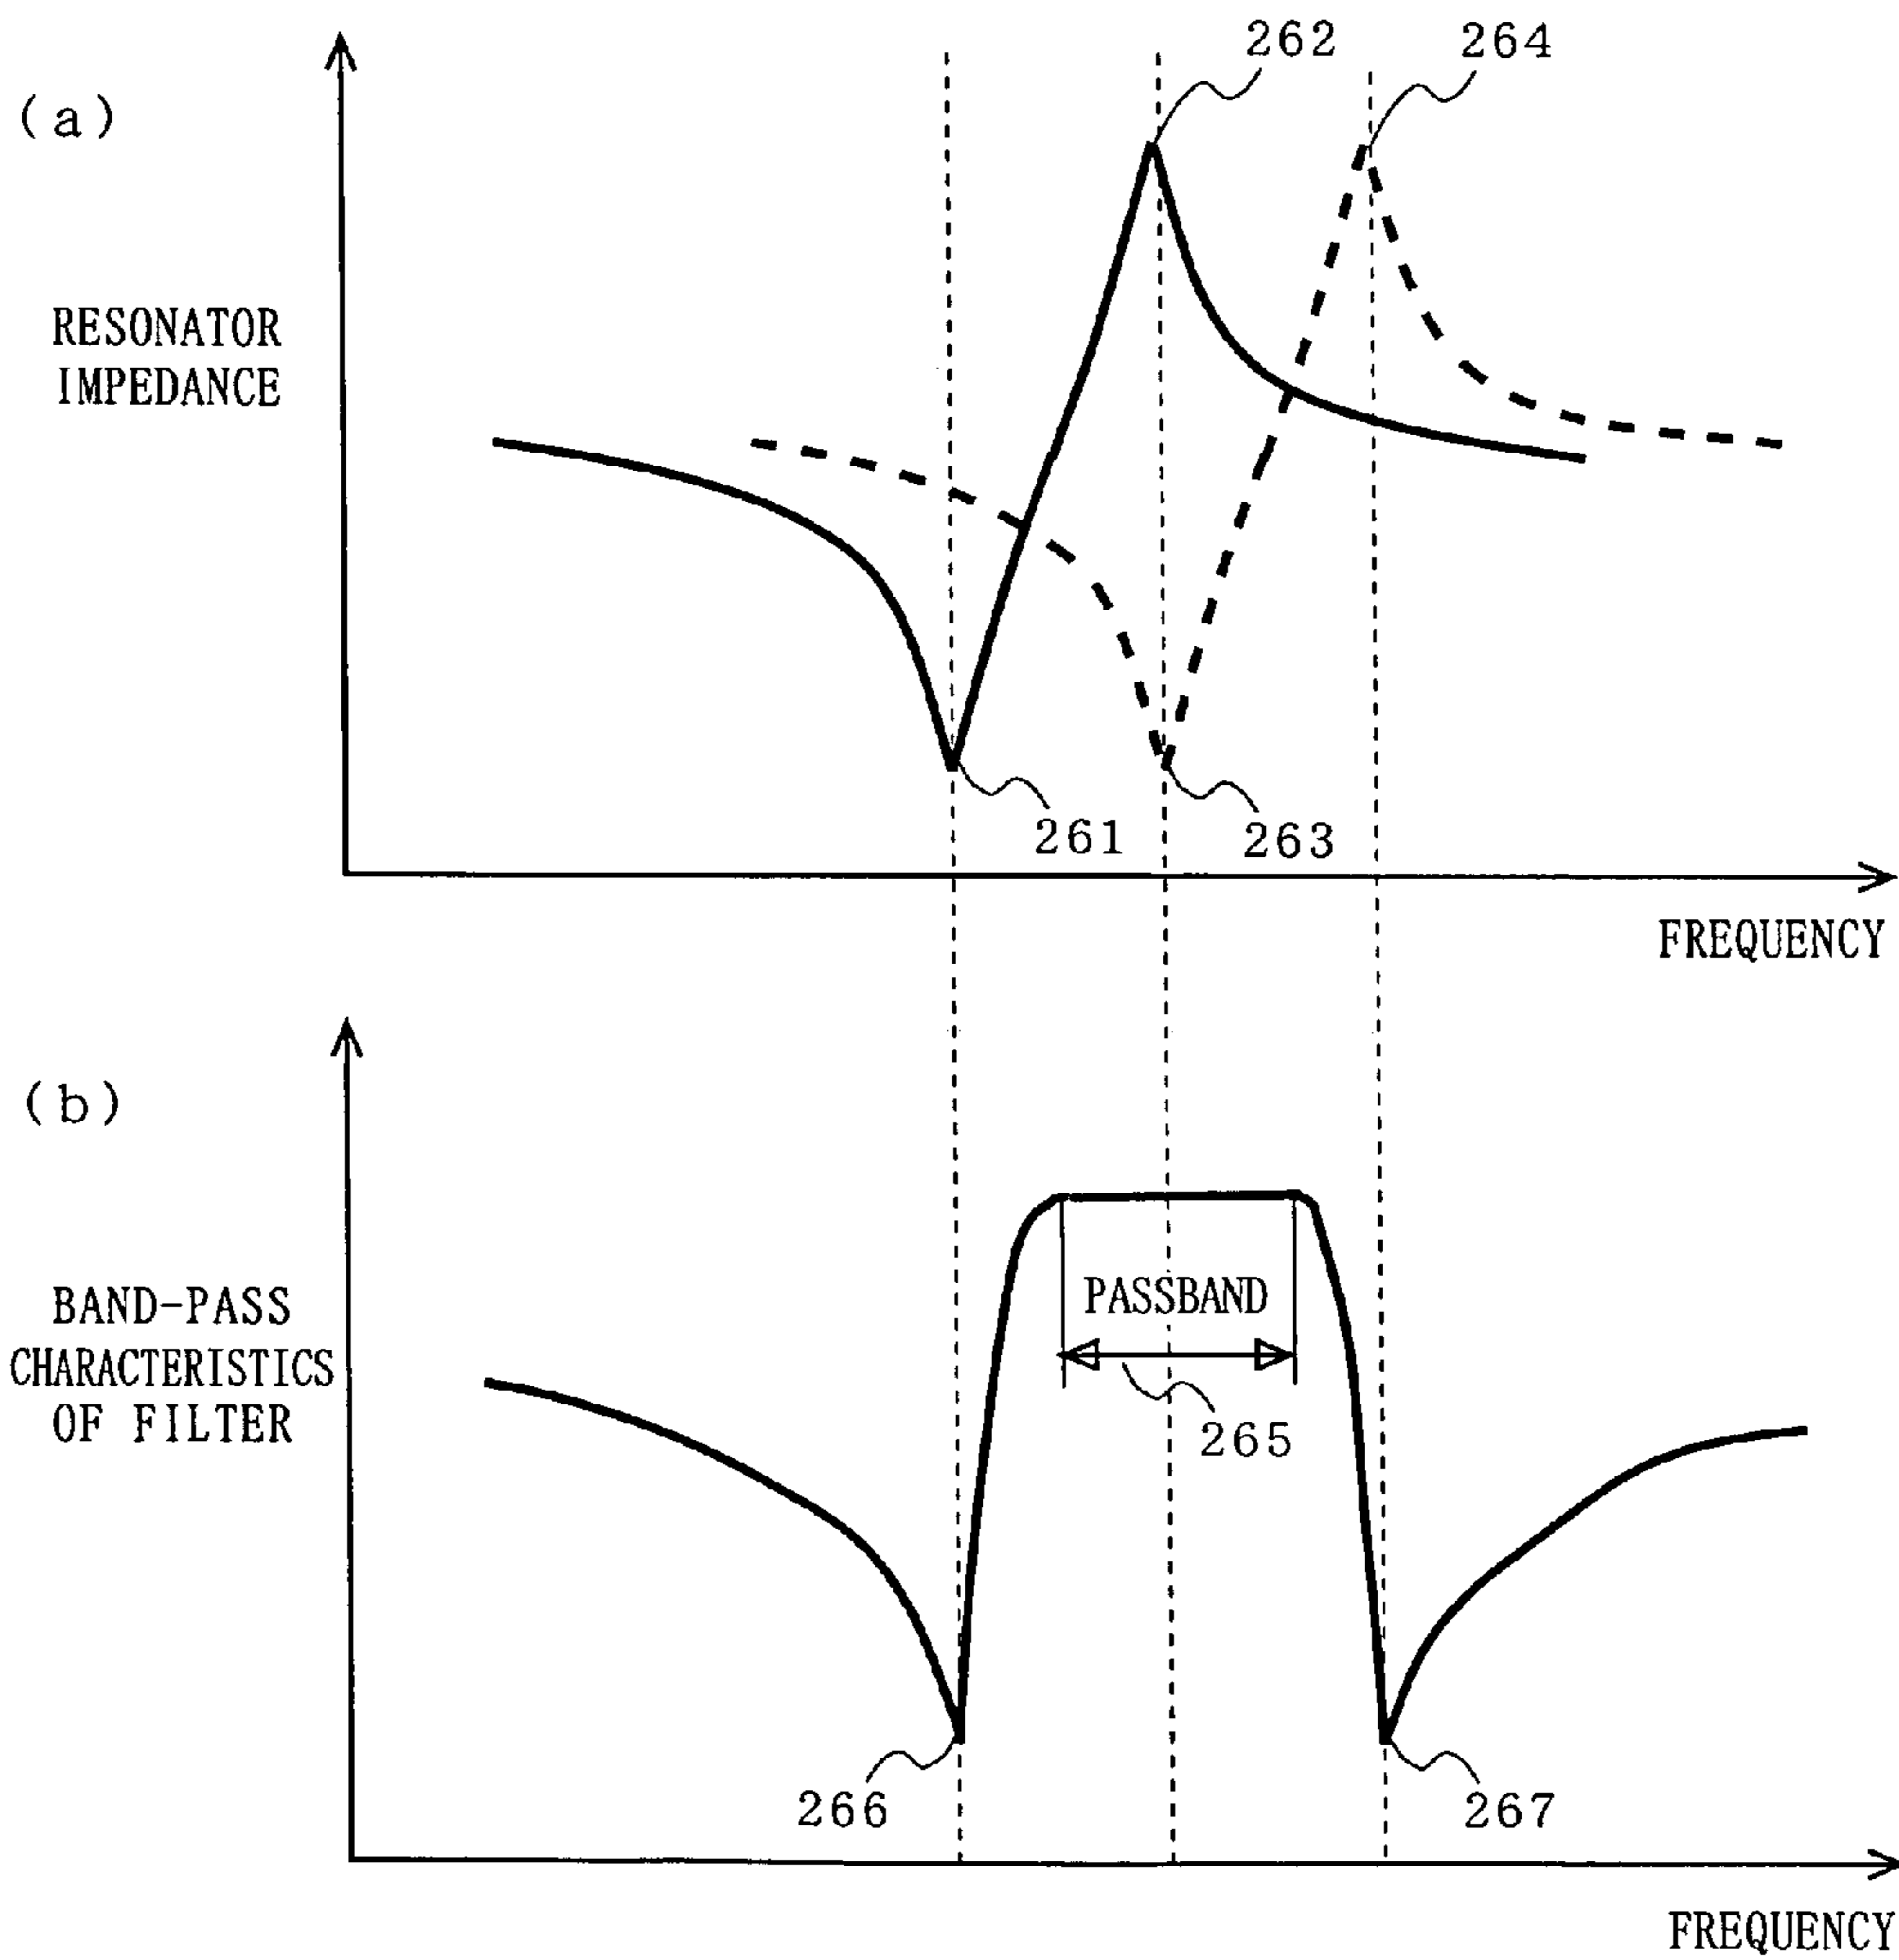 262
264
(a)
RESONATOR
IMPEDANCE
261
263
FREQUENCY
(b)
PASSBAND
BAND-PASS
CHARACTERISTICS
OF FILTER
265
266
267
FREQUENCY